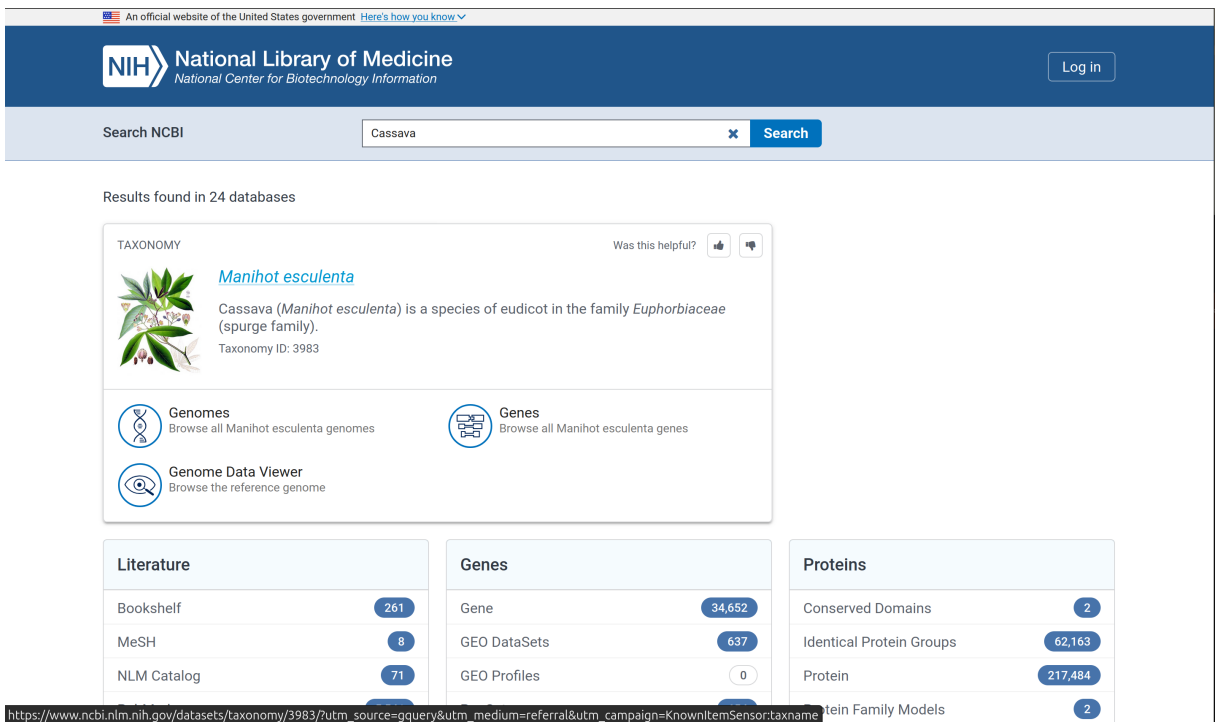 An official website of the United States government Here's how you know
NIH National Library of Medicine
National Center for Biotechnology Information
Log in
Search NCBI
Cassava
Search
Results found in 24 databases
TAXONOMY
Was this helpful?
Manihot esculenta
Cassava (Manihot esculenta) is a species of eudicot in the family Euphorbiaceae
(spurge family).
Taxonomy ID: 3983
Genomes
Browse all Manihot esculenta genomes
Genes
Browse all Manihot esculenta genes
Genome Data Viewer
Browse the reference genome
Literature
Bookshelf 261
MeSH 8
NLM Catalog 71
Genes
Gene 34,652
GEO DataSets 637
GEO Profiles 0
Proteins
Conserved Domains 2
Identical Protein Groups 62,163
Protein 217,484
Family Models 2
https://www.ncbi.nlm.nih.gov/datasets/taxonomy/3983/?utm_source=gquery&utm_medium=referral&utm_campaign=KnownItemSensor:taxname